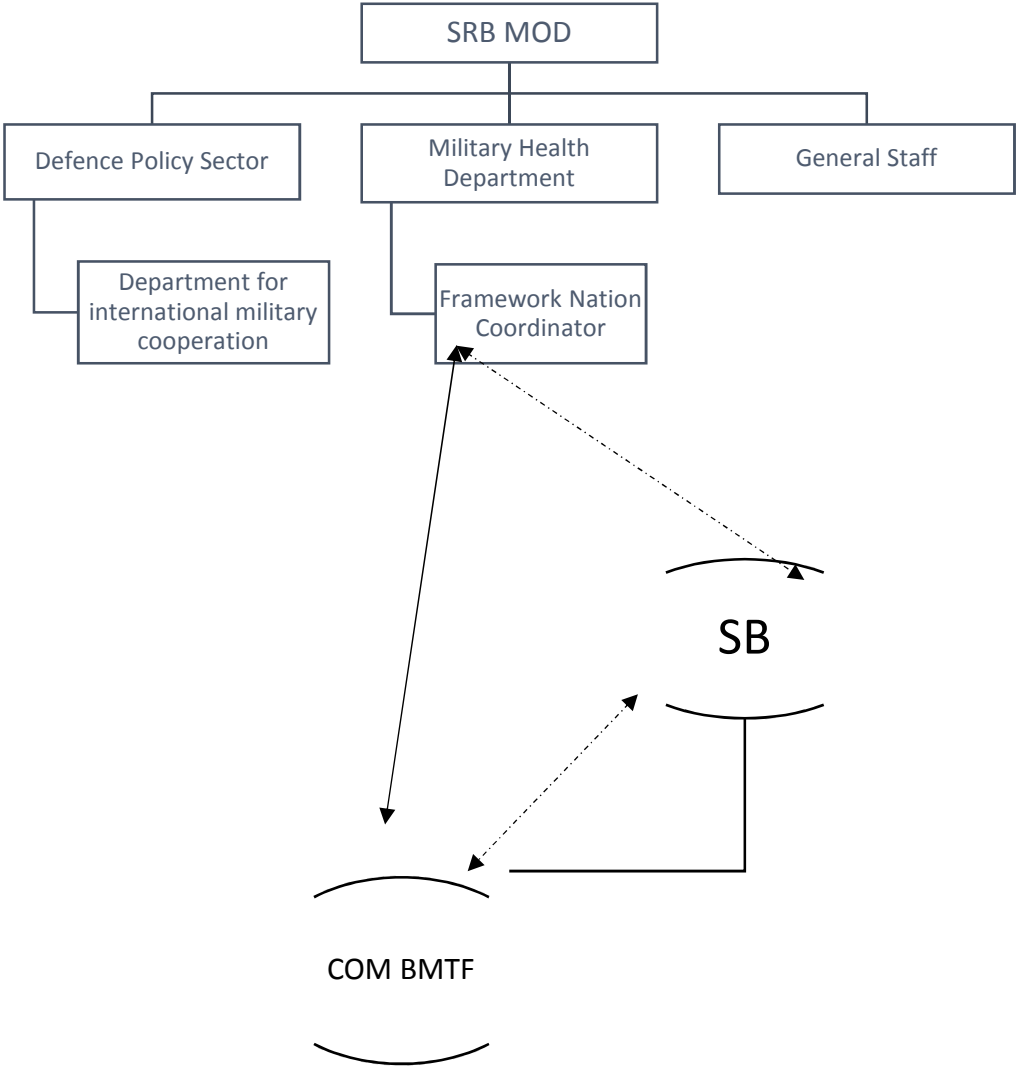 SRB MOD
Defence Policy Sector
Military Health
Department
General Staff
Department for
international military
cooperation
Framework Nation
Coordinator
SB
COM BMTF